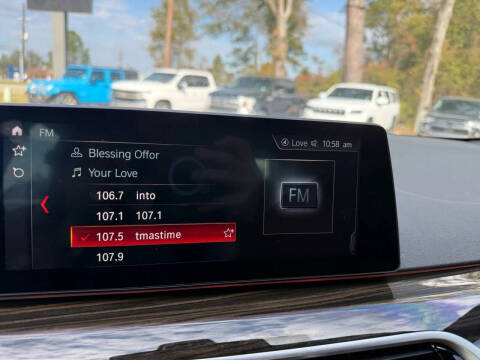 FM
Love 10:58 am
Blessing Offor
Your Love
106.7 into
107.1 107.1
107.5 tmastime
107.9
FM